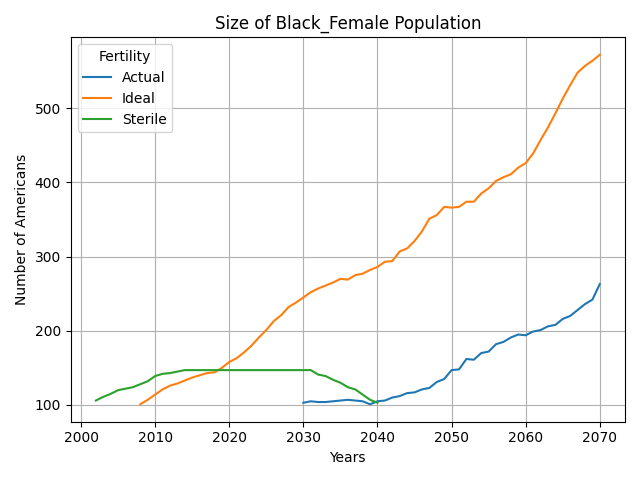 Size of Black_Female Population
Fertility
Actual
Ideal
Sterile
Number of Americans
500
400
300
200
100
2000 2010 2020 2030 2040 2050 2060 2070
Years